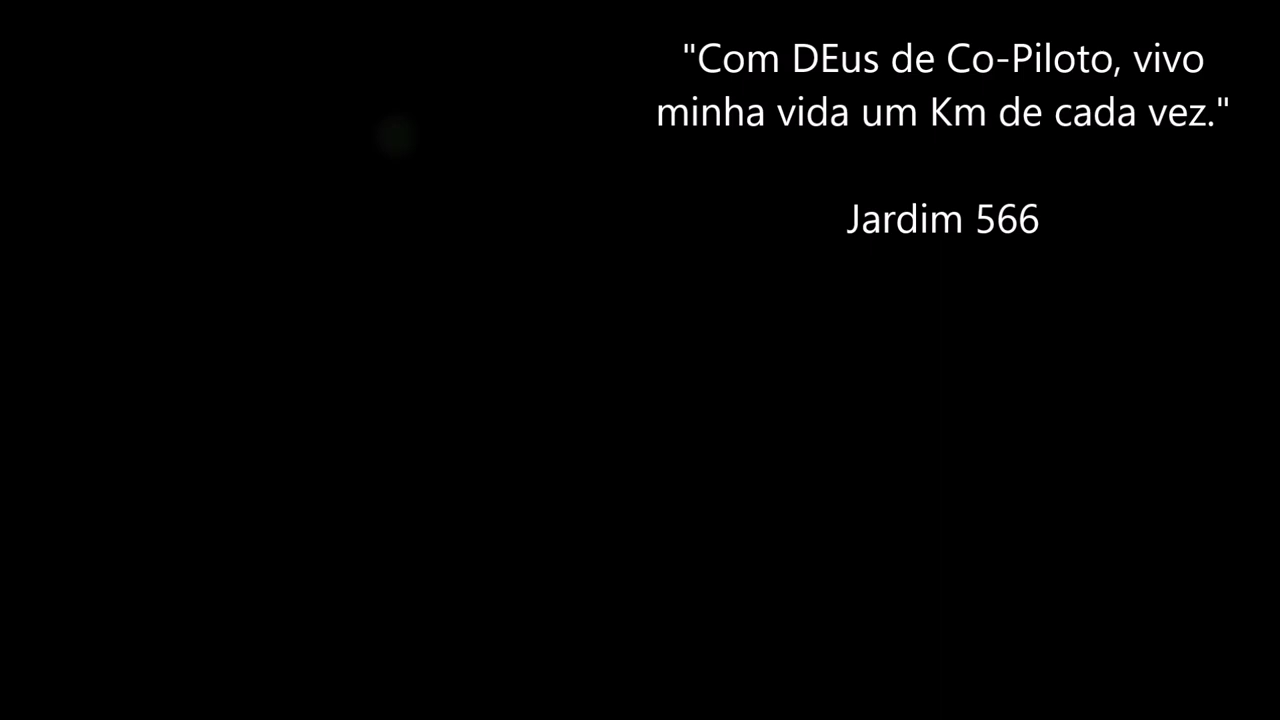 "Com DEus de Co-Piloto, vivo
minha vida um Km de cada vez."
Jardim 566